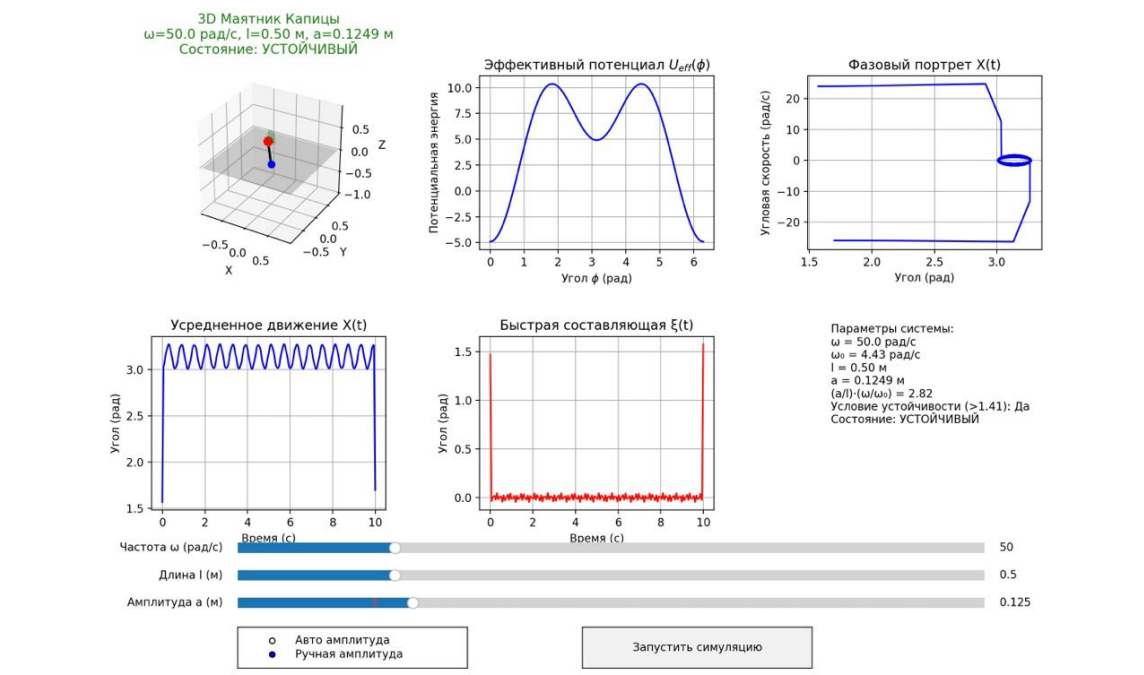 3D Маятник Капицы
ω=50.0 рад/с, l=0.50 м, a=0.1249 м
Состояние: УСТОЙЧИВЫЙ
0.5
0.0
−0.5
−1.0
Z
0.5
0.0
−0.5
Y
−0.5
0.0
0.5
X
Эффективный потенциал U_eff(ϕ)
Потенциальная энергия
10.0
7.5
5.0
2.5
0.0
−2.5
−5.0
0 1 2 3 4 5 6
Угол ϕ (рад)
Фазовый портрет X(t)
Угловая скорость (рад/с)
20
10
0
−10
−20
1.5 2.0 2.5 3.0
Угол (рад)
Усредненное движение X(t)
Угол (рад)
3.0
2.5
2.0
1.5
0 2 4 6 8 10
Время (с)
Быстрая составляющая ξ(t)
Угол (рад)
1.5
1.0
0.5
0.0
0 2 4 6 8 10
Время (с)
Параметры системы:
ω = 50.0 рад/с
ω₀ = 4.43 рад/с
l = 0.50 м
a = 0.1249 м
(a/l)·(ω/ω₀) = 2.82
Условие устойчивости (>1.41): Да
Состояние: УСТОЙЧИВЫЙ
Частота ω (рад/с) 50
Длина l (м) 0.5
Амплитуда a (м) 0.125
Авто амплитуда
Ручная амплитуда
Запустить симуляцию